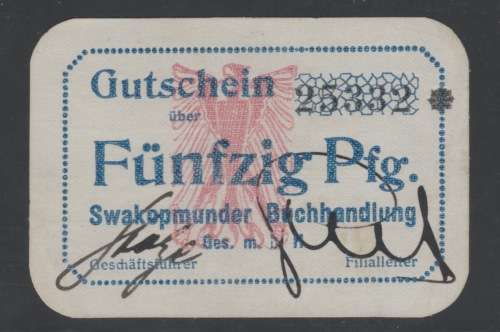 Gutschein 25332
über
Fünfzig Pfg.
Swakopmunder Buchhandlung
Ges. m. b. H.
Geschäftsführer Filialleiter